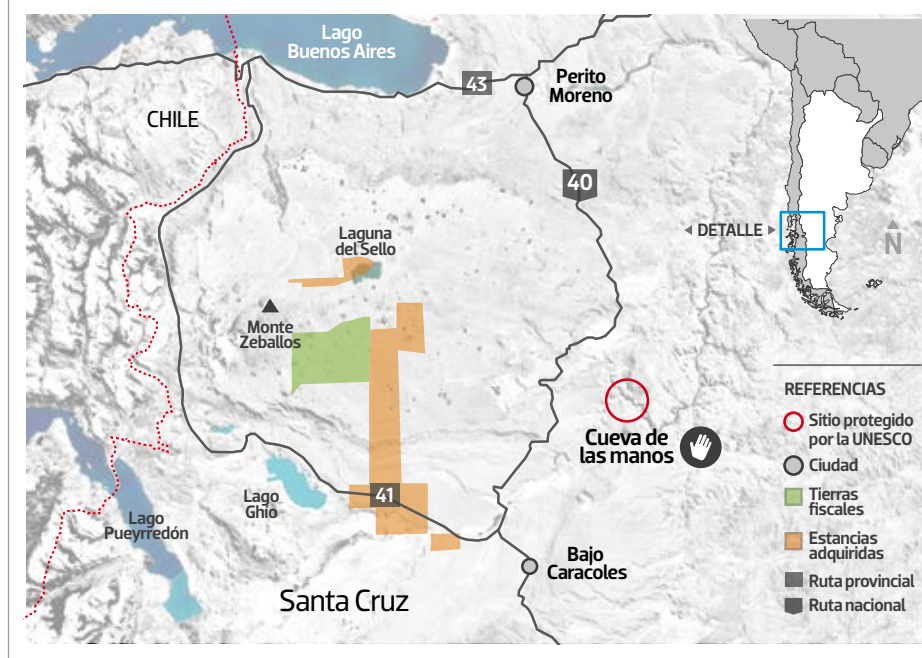 Lago
Buenos Aires
43
Perito
Moreno
CHILE
40
DETALLE
N
Laguna
del Sello
Monte
Zeballos
REFERENCIAS
Sitio protegido
por la UNESCO
Ciudad
Tierras
fiscales
Estancias
adquiridas
Ruta provincial
Ruta nacional
Cueva de
las manos
41
Lago
Ghio
Lago
Pueyrredón
Bajo
Caracoles
Santa Cruz